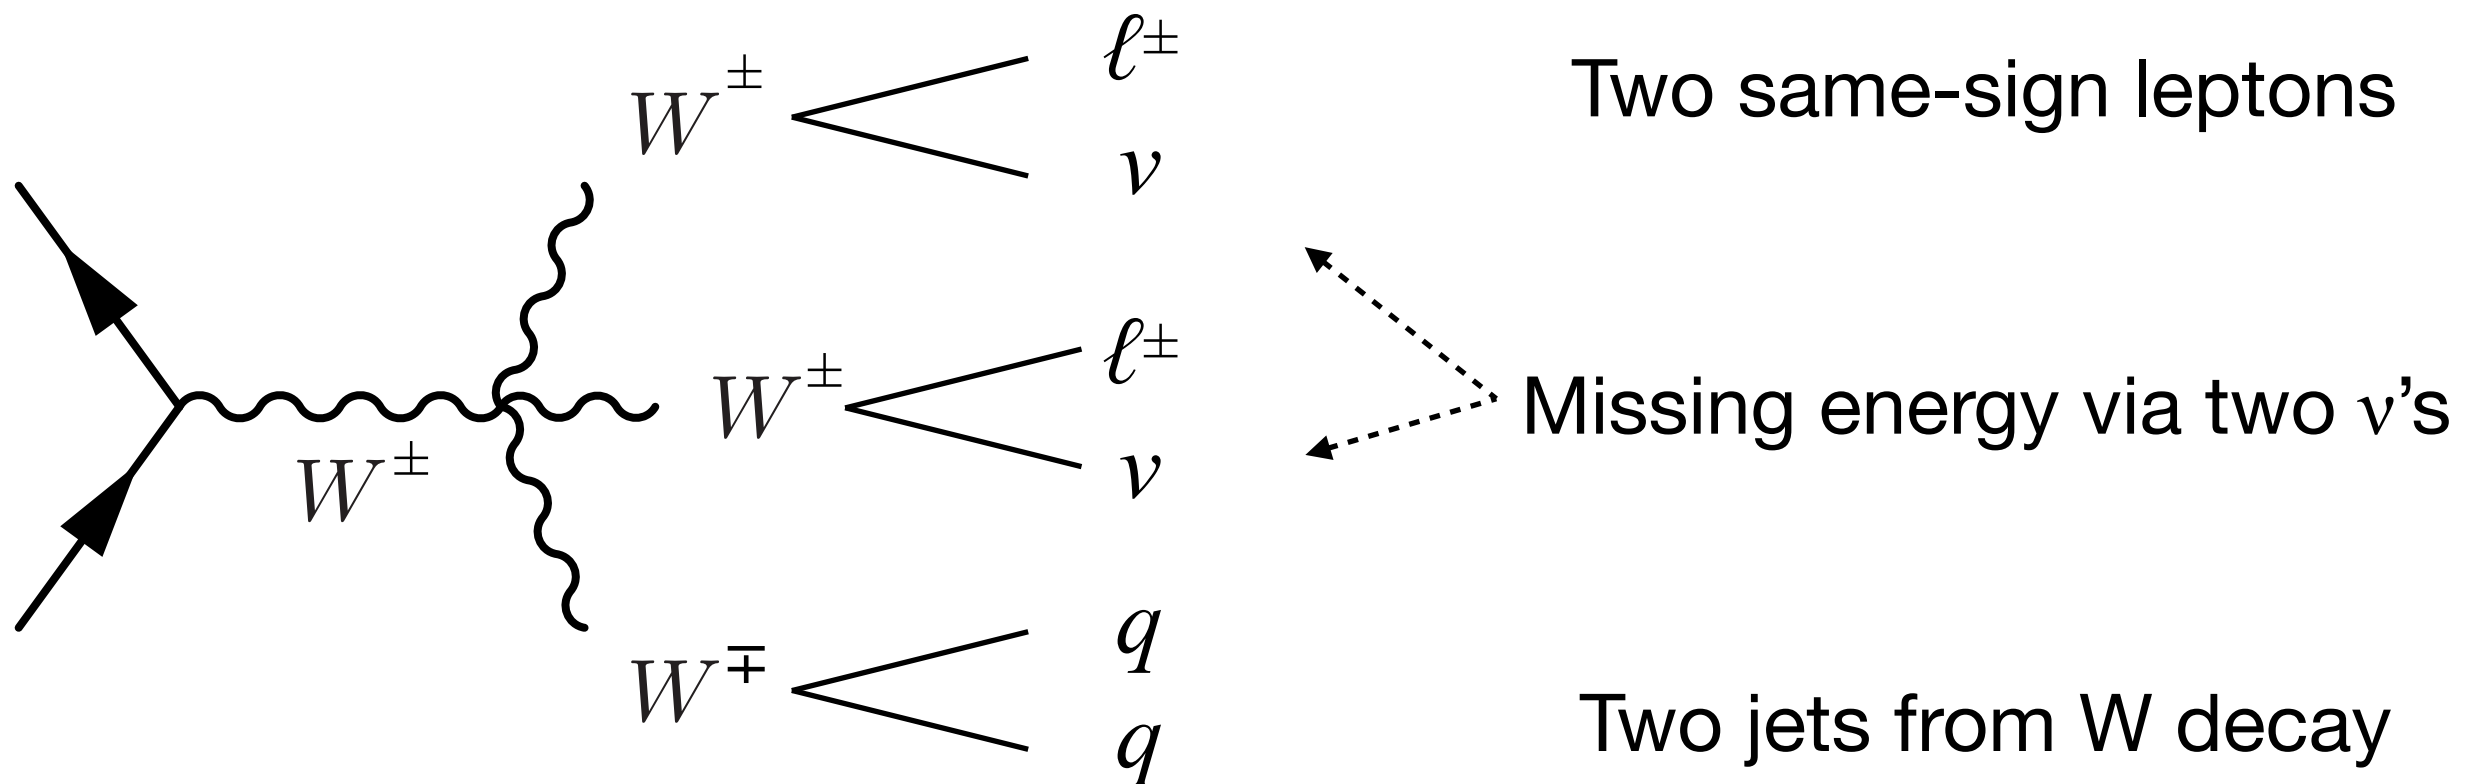 W±
ℓ±
ν
Two same-sign leptons
W±
W±
ℓ±
ν
Missing energy via two ν’s
W∓
q
q
Two jets from W decay